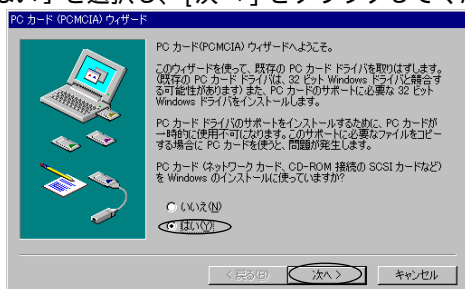 はい」を選択し、[次へ]をクリックしてく
PC カード (PCMCIA) ウィザード
PC カード(PCMCIA) ウィザードへようこそ。
このウィザードを使って、既存の PC カード ドライバを取りはずします。
(既存の PC カード ドライバは、32 ビット Windows ドライバと競合す
る可能性があります) また、PC カードのサポートに必要な 32 ビット
Windows ドライバをインストールします。
PC カード ドライバのサポートをインストールするために、PC カードが
一時的に使用不可になります。このサポートに必要なファイルをコピー
する場合に PC カードを使うと、問題が発生します。
PC カード (ネットワーク カード、CD-ROM 接続の SCSI カードなど)
を Windows のインストールに使っていますか?
いいえ(N)
はい(Y)
< 戻る(B)
次へ >
キャンセル